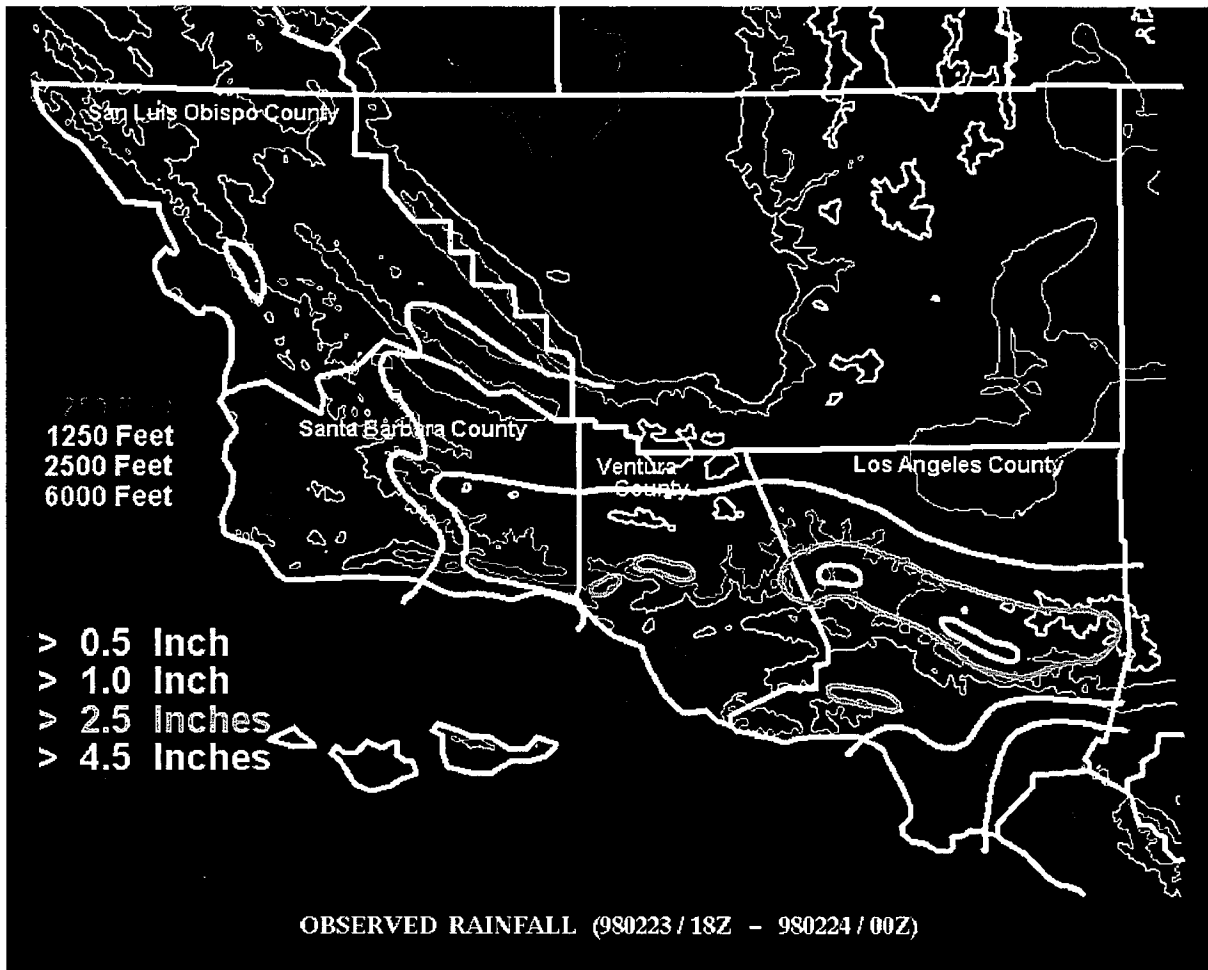 San Luis Obispo County
1250 Feet
2500 Feet
6000 Feet
Santa Barbara County
Ventura
County
Los Angeles County
> 0.5 Inch
> 1.0 Inch
> 2.5 Inches
> 4.5 Inches
OBSERVED RAINFALL (980223 / 18Z – 980224 / 00Z)